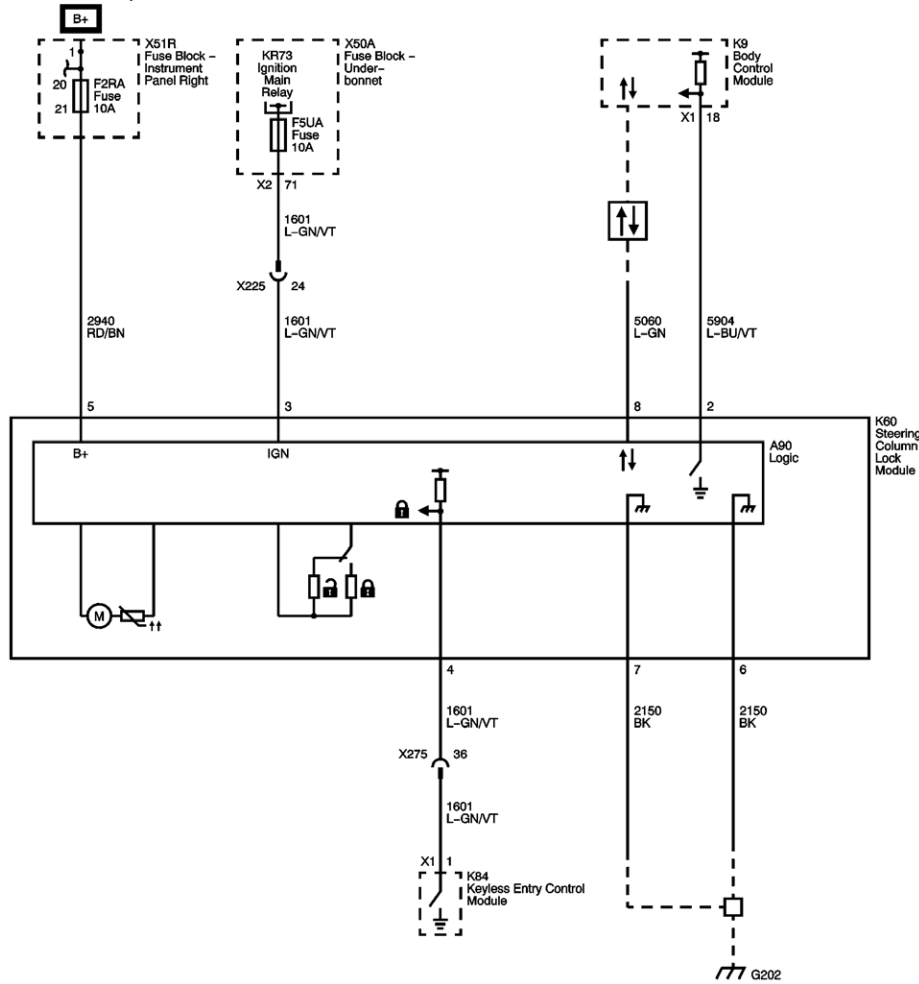 B+
X51R
Fuse Block –
Instrument
Panel Right
1
20
21
F2RA
Fuse
10A
KR73
Ignition
Main
Relay
X50A
Fuse Block –
Under–
bonnet
F5UA
Fuse
10A
X2 71
K9
Body
Control
Module
X1 18
1601
L–GN/VT
X225 24
2940
RD/BN
1601
L–GN/VT
5060
L–GN
5904
L–BU/VT
5
3
8
2
K60
Steering
Column
Lock
Module
B+
IGN
A90
Logic
M
4
7
6
1601
L–GN/VT
2150
BK
2150
BK
X275 36
1601
L–GN/VT
X1 1
K84
Keyless Entry Control
Module
G202